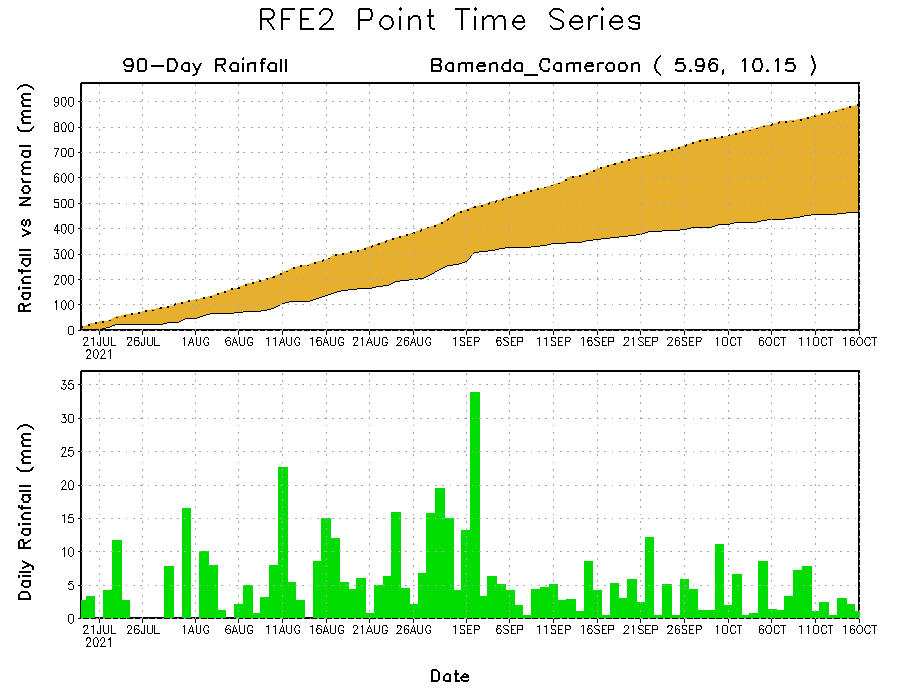 RFE2 Point Time Series
90-Day Rainfall
Bamenda_Cameroon ( 5.96, 10.15 )
Rainfall vs Normal (mm)
900
800
700
600
500
400
300
200
100
0
21JUL 26JUL 1AUG 6AUG 11AUG 16AUG 21AUG 26AUG 1SEP 6SEP 11SEP 16SEP 21SEP 26SEP 1OCT 6OCT 11OCT 16OCT
2021
Daily Rainfall (mm)
35
30
25
20
15
10
5
0
21JUL 26JUL 1AUG 6AUG 11AUG 16AUG 21AUG 26AUG 1SEP 6SEP 11SEP 16SEP 21SEP 26SEP 1OCT 6OCT 11OCT 16OCT
2021
Date